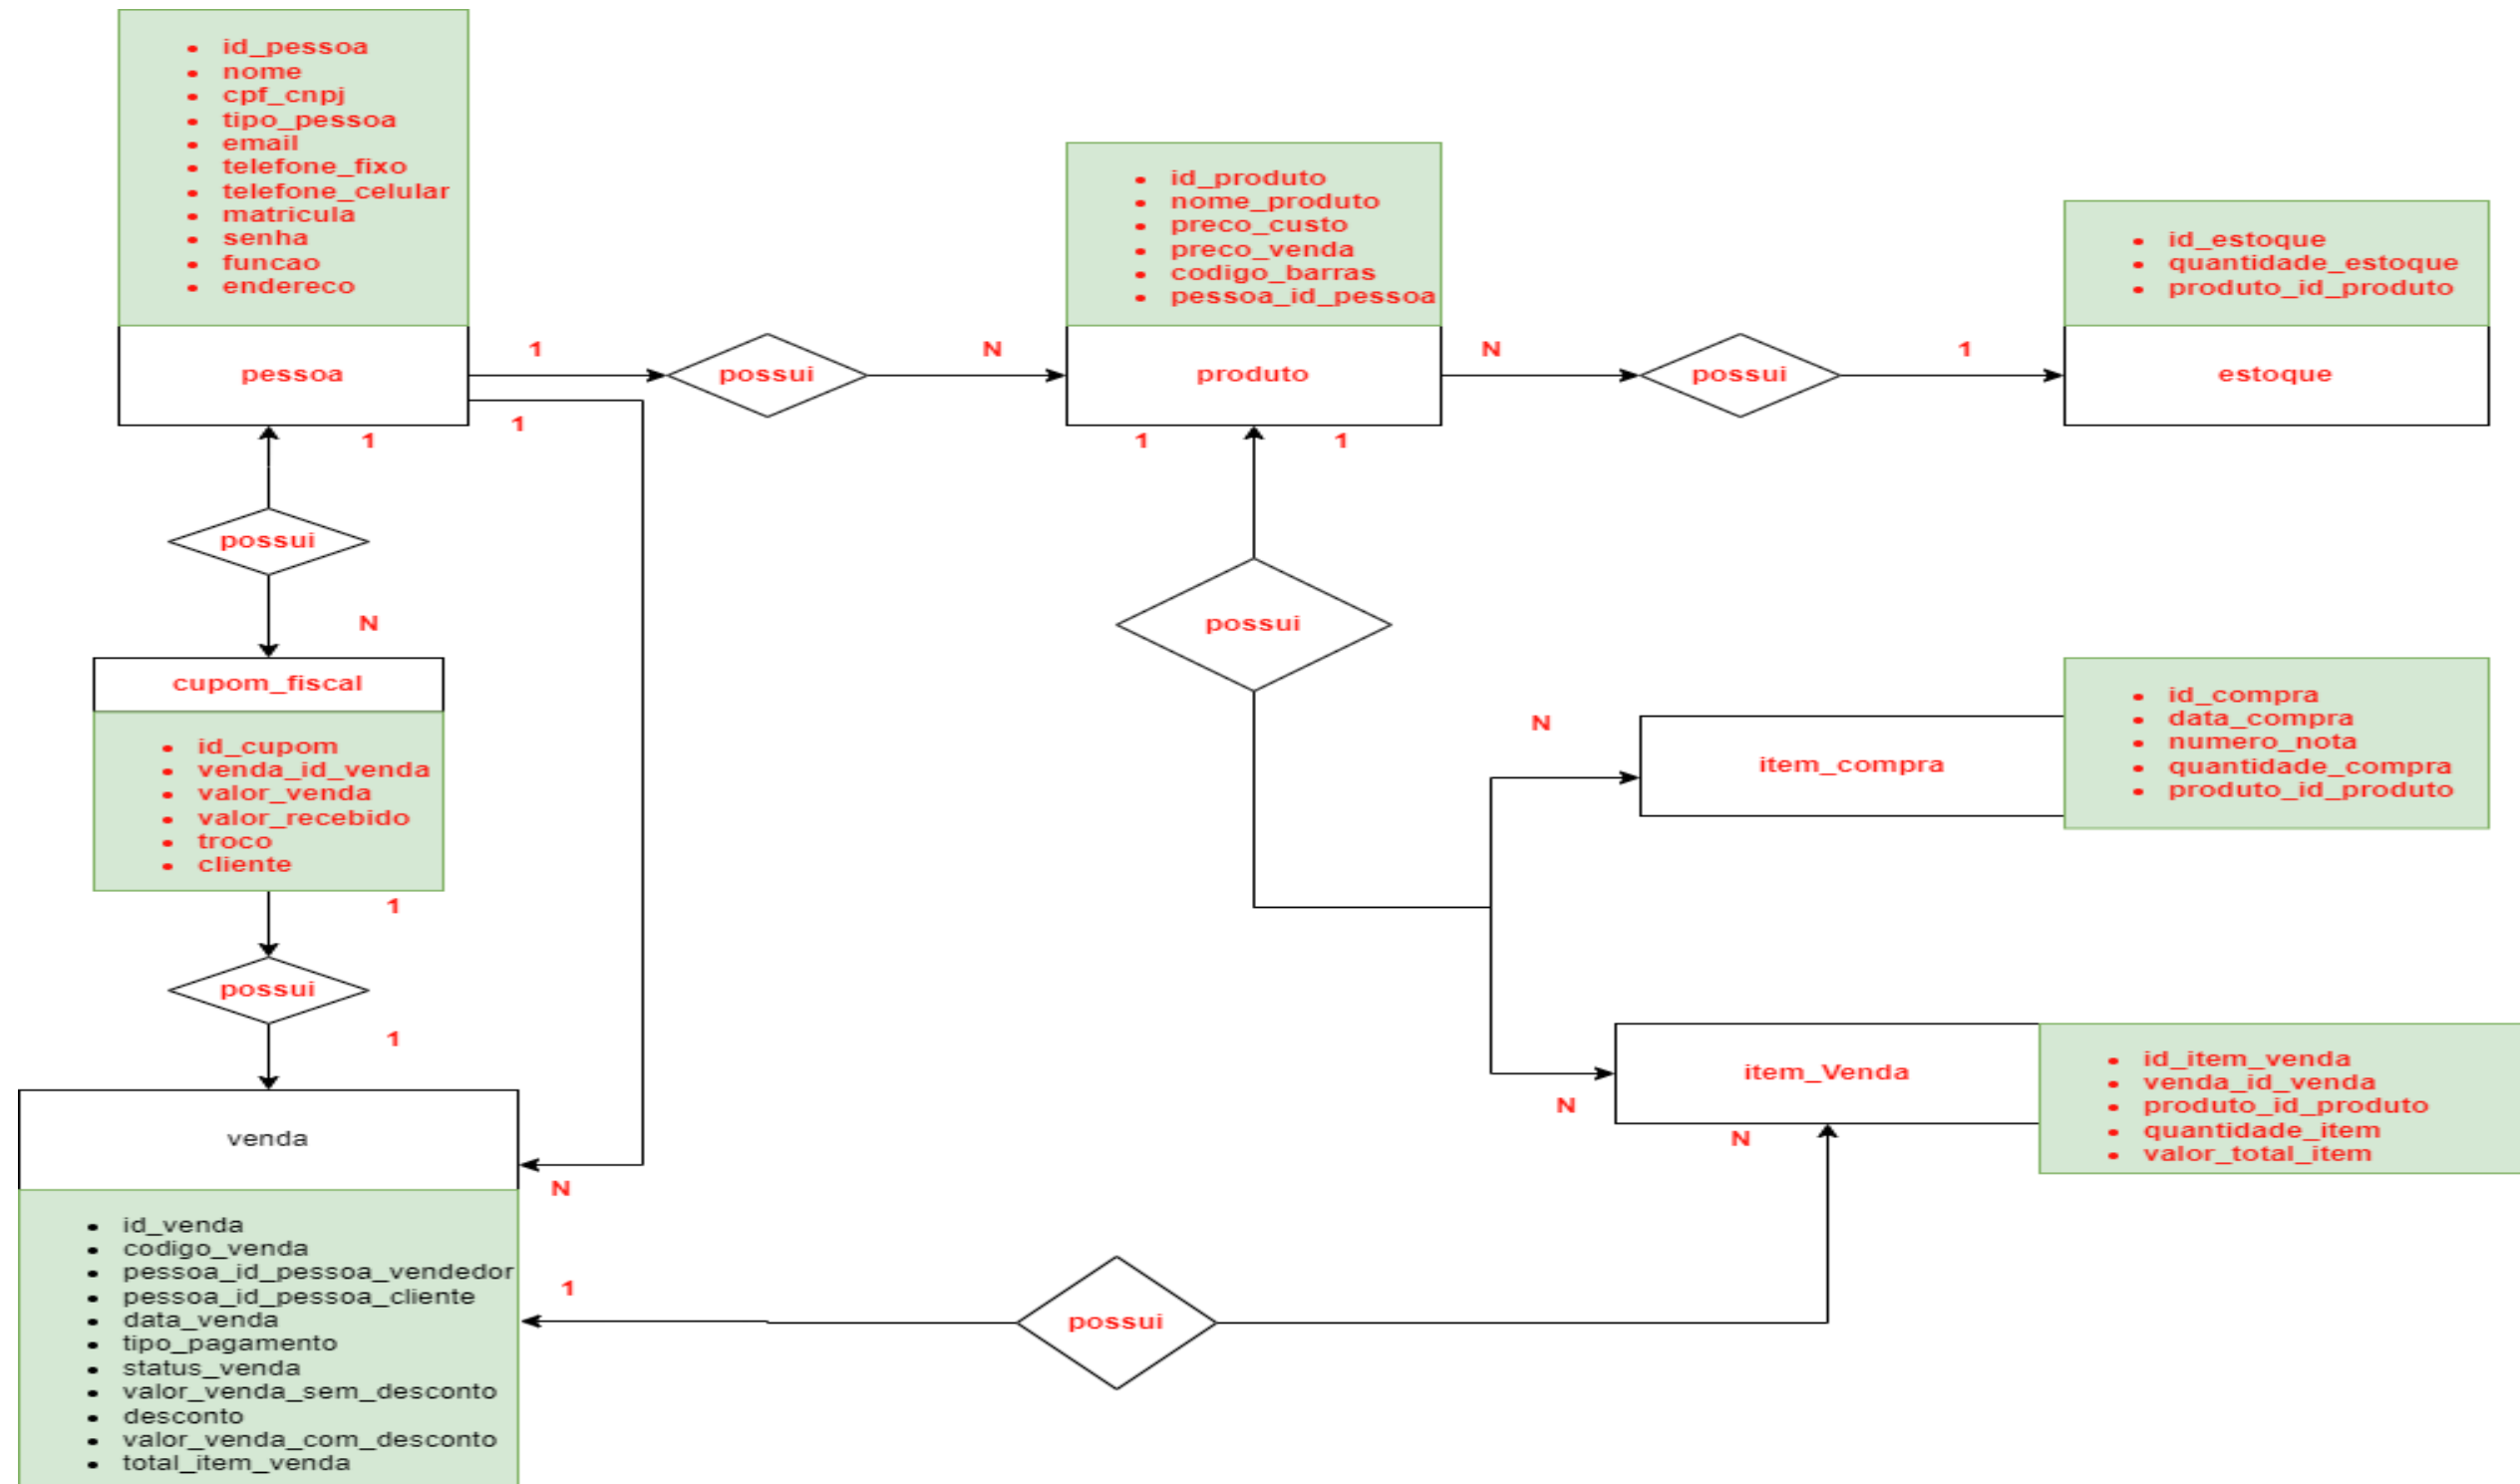 • id_pessoa
• nome
• cpf_cnpj
• tipo_pessoa
• email
• telefone_fixo
• telefone_celular
• matricula
• senha
• funcao
• endereco
pessoa
1
possui
N
• id_produto
• nome_produto
• preco_custo
• preco_venda
• codigo_barras
• pessoa_id_pessoa
produto
N
possui
1
• id_estoque
• quantidade_estoque
• produto_id_produto
estoque
1
1
1
1
possui
N
cupom_fiscal
• id_cupom
• venda_id_venda
• valor_venda
• valor_recebido
• troco
• cliente
1
possui
1
venda
N
• id_venda
• codigo_venda
• pessoa_id_pessoa_vendedor
• pessoa_id_pessoa_cliente
• data_venda
• tipo_pagamento
• status_venda
• valor_venda_sem_desconto
• desconto
• valor_venda_com_desconto
• total_item_venda
possui
N
item_compra
• id_compra
• data_compra
• numero_nota
• quantidade_compra
• produto_id_produto
item_Venda
N
N
• id_item_venda
• venda_id_venda
• produto_id_produto
• quantidade_item
• valor_total_item
1
possui